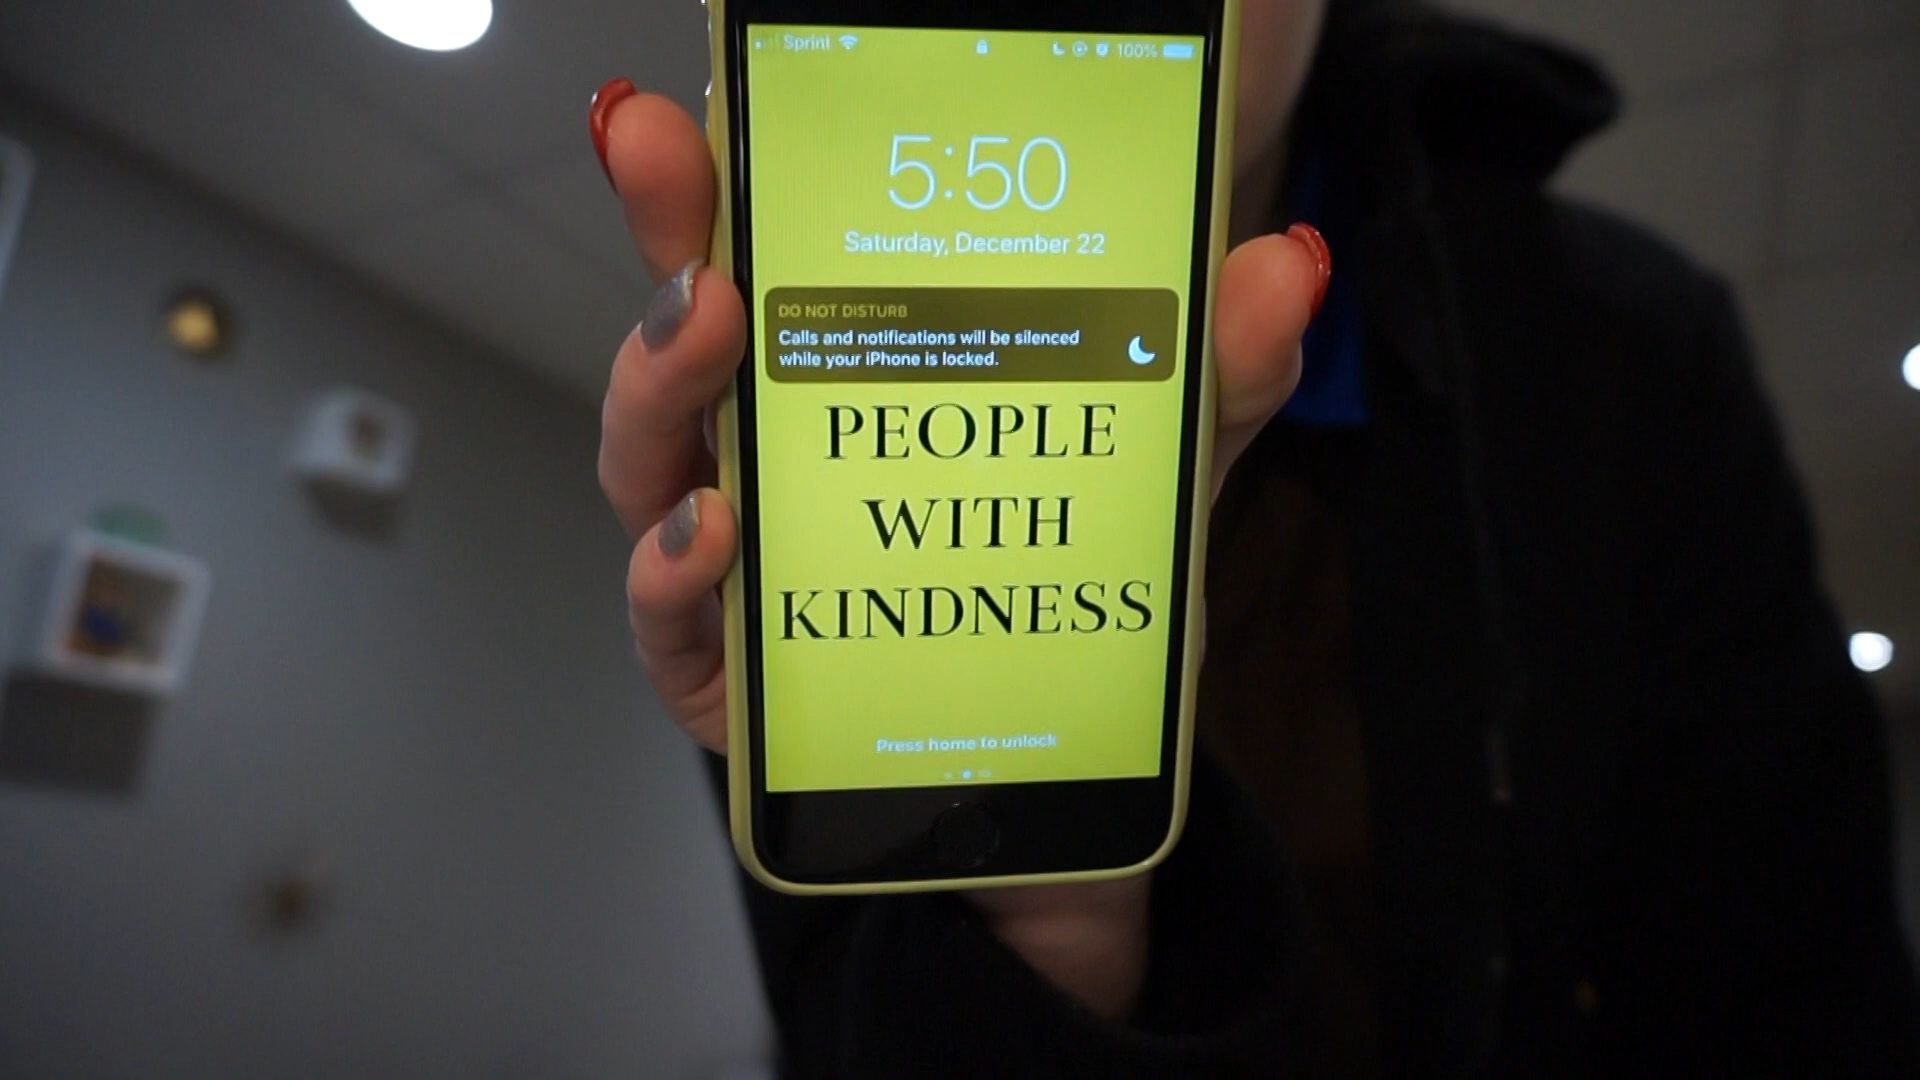 Sprint 100%
5:50
Saturday, December 22
DO NOT DISTURB
Calls and notifications will be silenced
while your iPhone is locked.
PEOPLE
WITH
KINDNESS
Press home to unlock